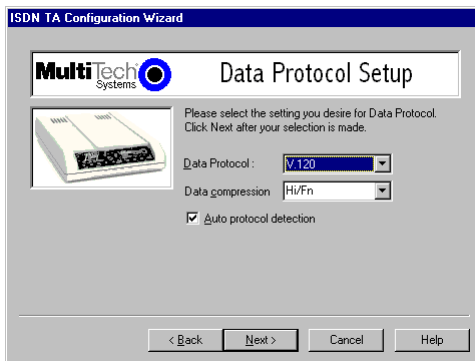 ISDN TA Configuration Wizard
MultiTech
Systems
Data Protocol Setup
Please select the setting you desire for Data Protocol.
Click Next after your selection is made.
Data Protocol :
V.120
Data compression
Hi/Fn
Auto protocol detection
< Back
Next >
Cancel
Help